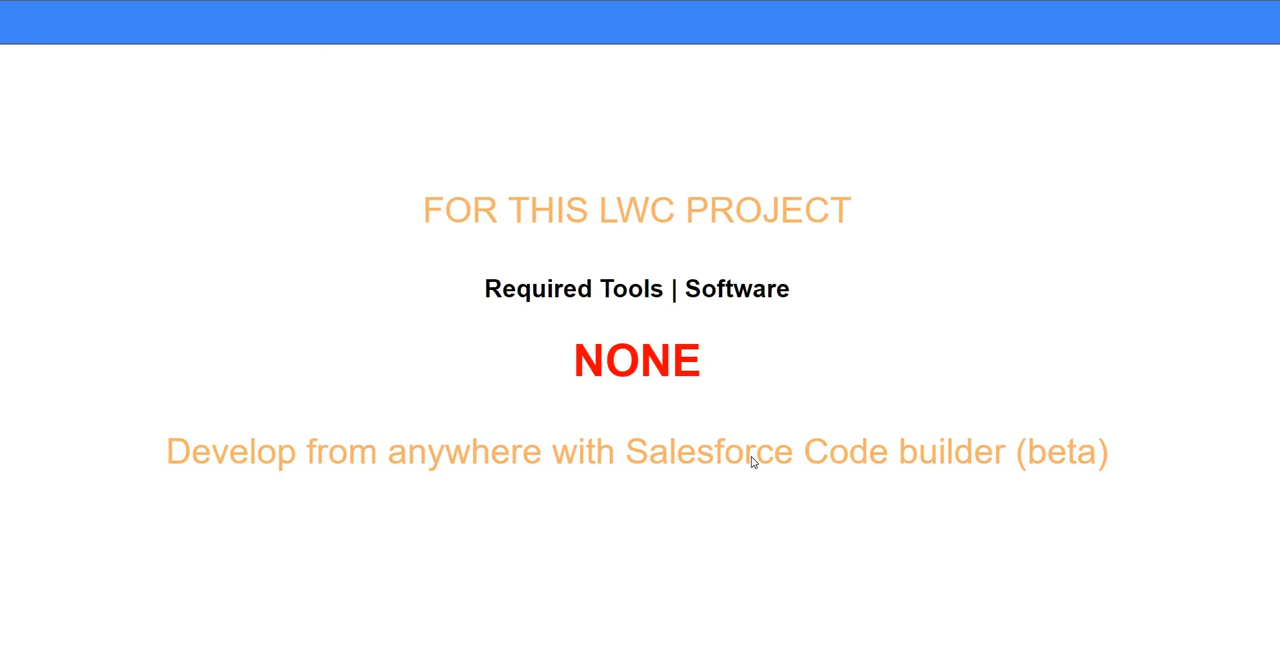 FOR THIS LWC PROJECT
Required Tools | Software
NONE
Develop from anywhere with Salesforce Code builder (beta)